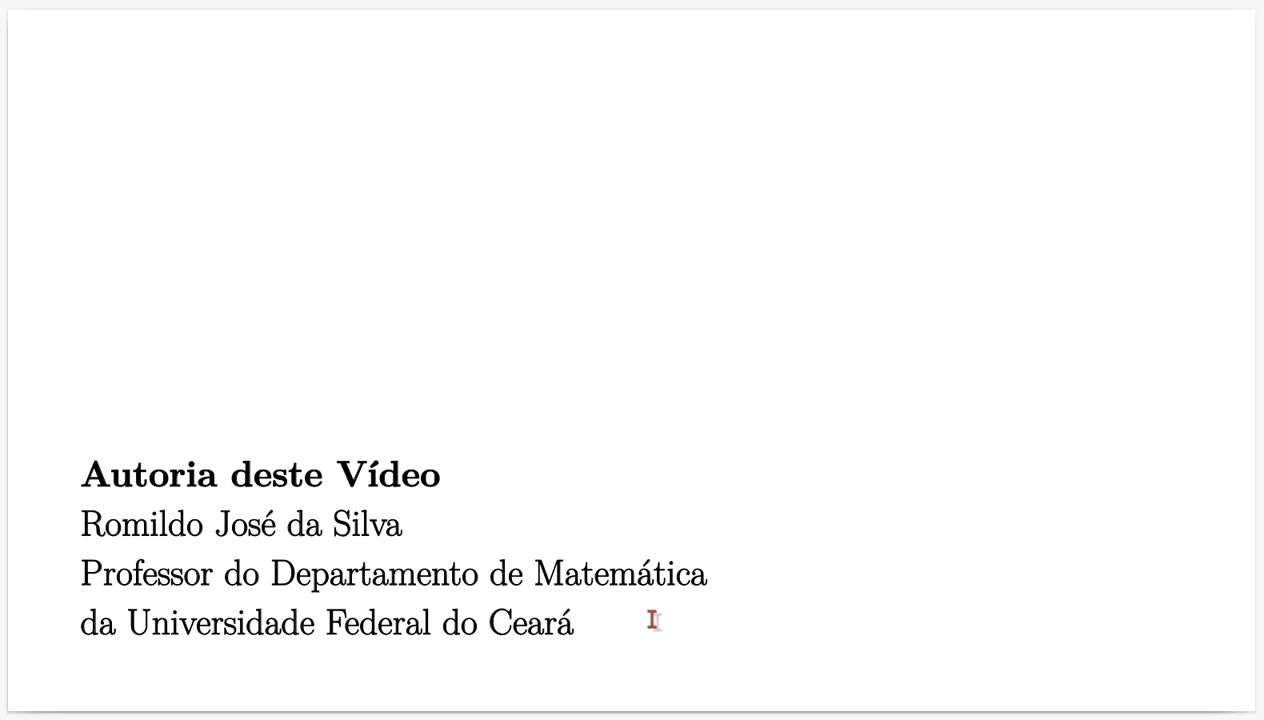 Autoria deste Vídeo
Romildo José da Silva
Professor do Departamento de Matemática
da Universidade Federal do Ceará